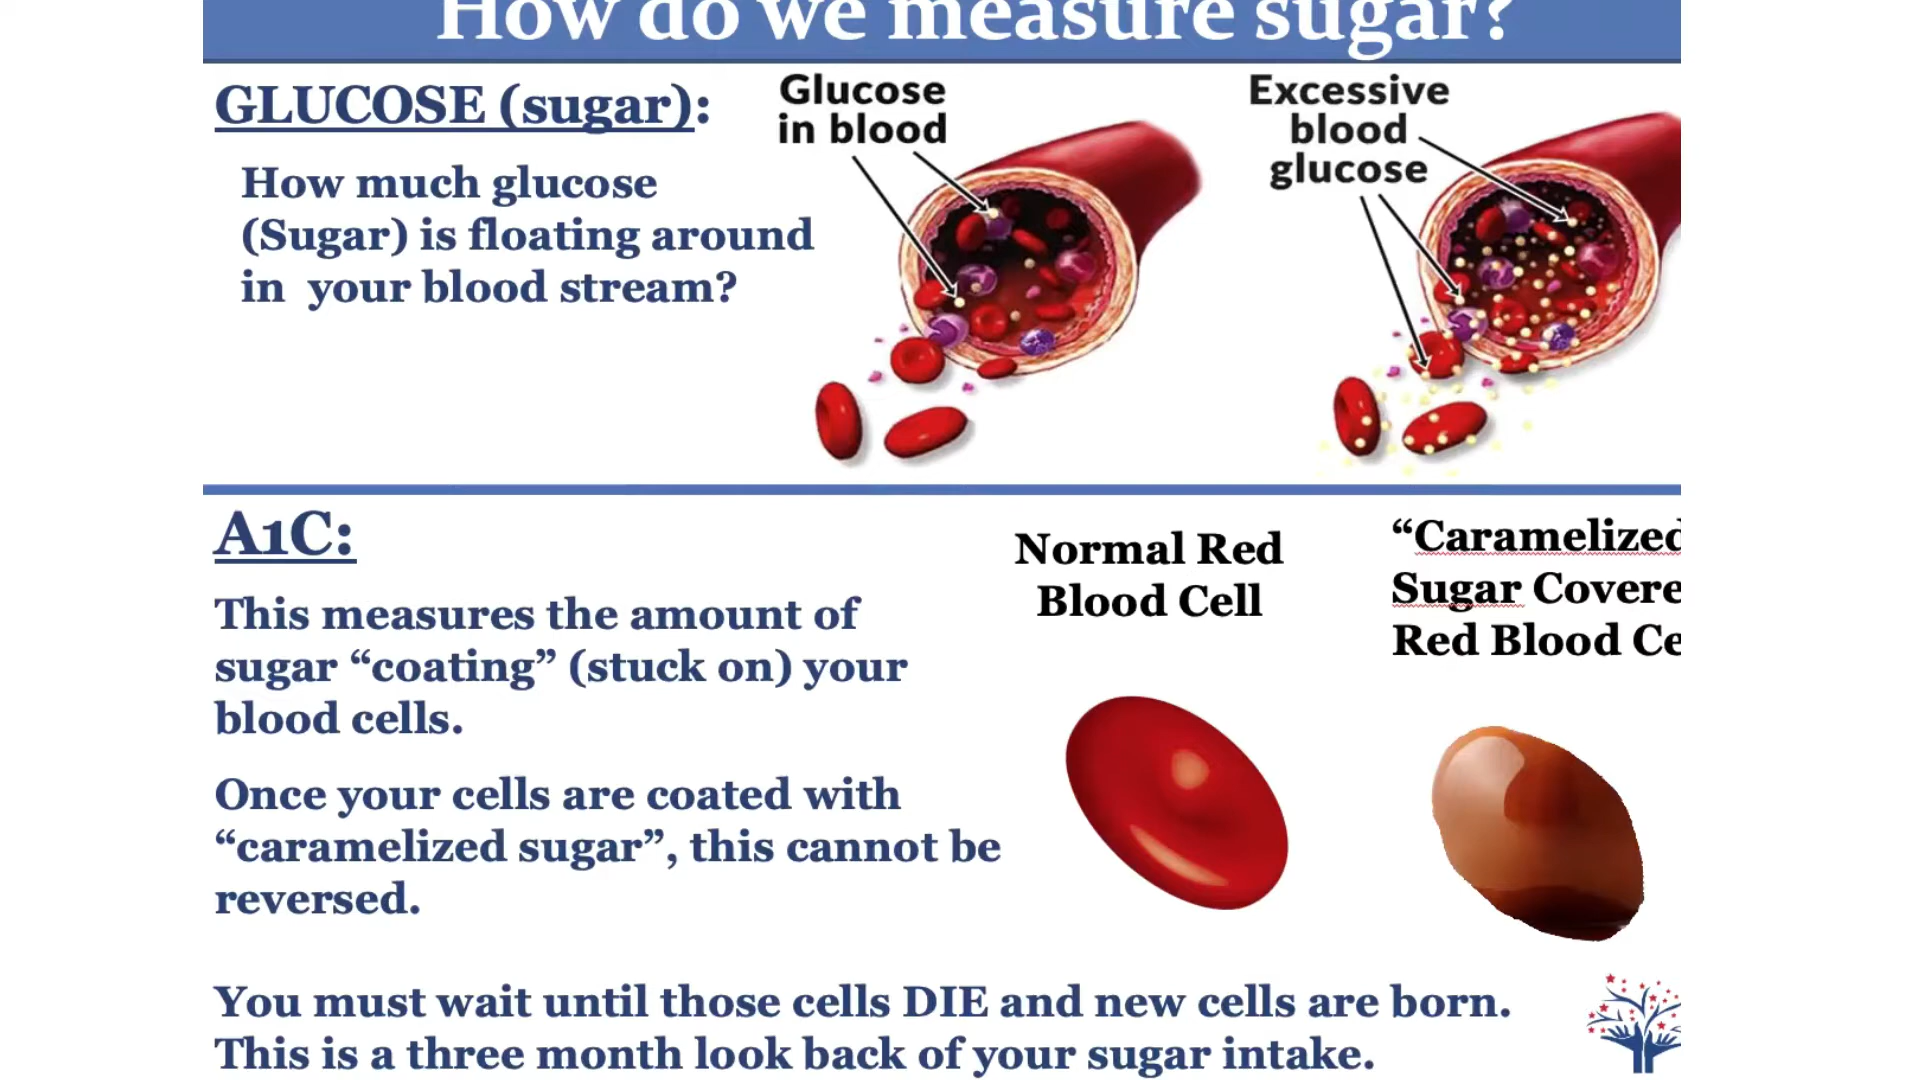 How do we measure sugar?
GLUCOSE (sugar):
How much glucose
(Sugar) is floating around
in your blood stream?
Glucose
in blood
Excessive
blood
glucose
A1C:
This measures the amount of
sugar “coating” (stuck on) your
blood cells.
Once your cells are coated with
“caramelized sugar”, this cannot be
reversed.
Normal Red
Blood Cell
“Caramelized
Sugar Covere
Red Blood Ce
You must wait until those cells DIE and new cells are born.
This is a three month look back of your sugar intake.